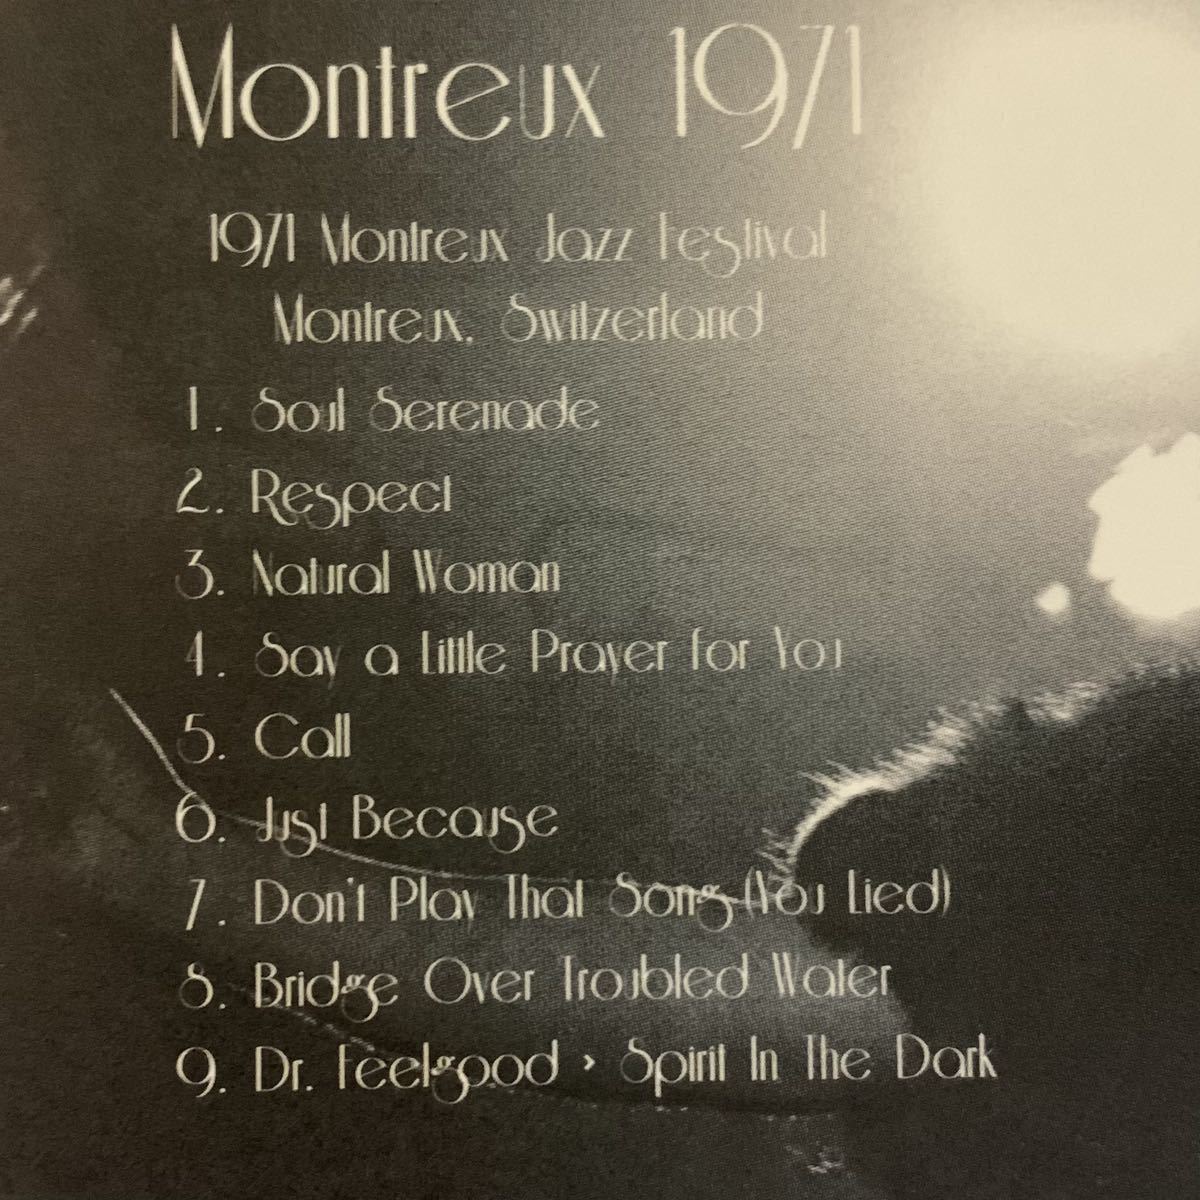 Montreux 1971
1971 Montreux Jazz Festival
Montreux, Switzerland
1. Soul Serenade
2. Respect
3. Natural Woman
4. Say a Little Prayer for You
5. Call
6. Just Because
7. Don't Play That Song (You Lied)
8. Bridge Over Troubled Water
9. Dr. Feelgood > Spirit In The Dark